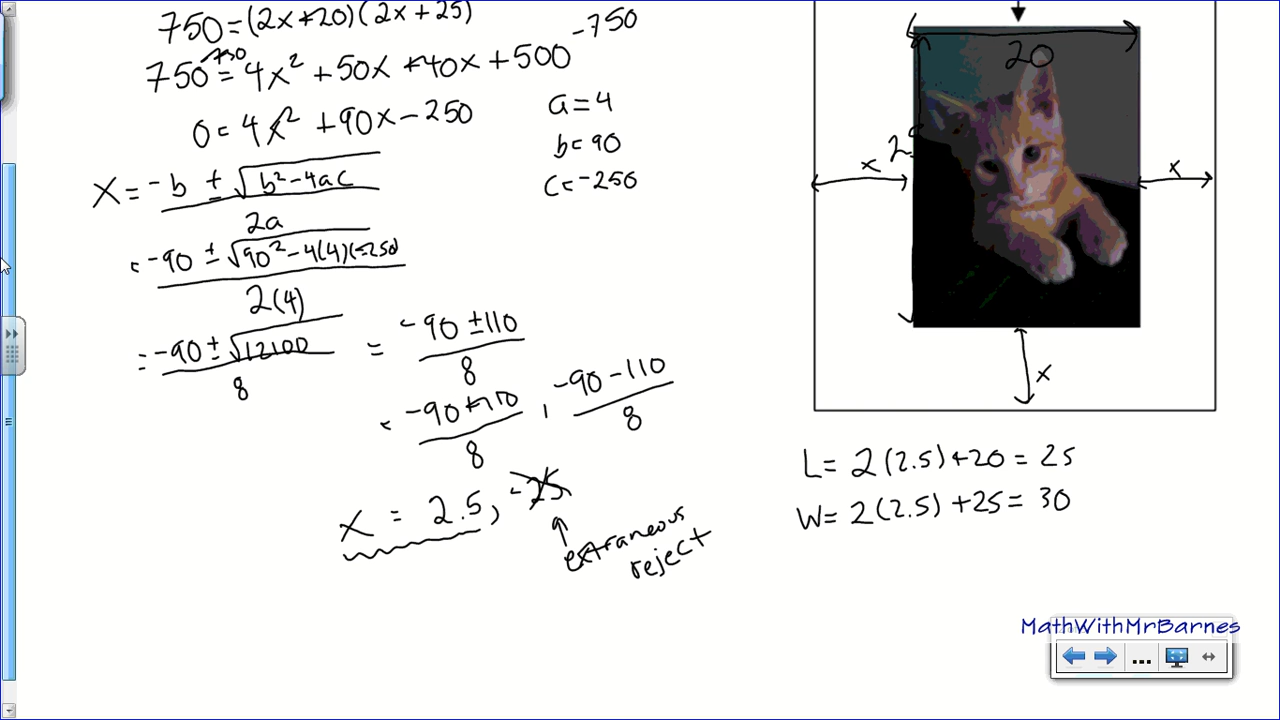 750 = (2x+20)(2x+25)
-750 -750
750 = 4x² + 50x + 40x + 500
0 = 4x² + 90x - 250
a = 4
b = 90
c = -250
x = -b ± √b² - 4ac
2a
= -90 ± √90² - 4(4)(-250)
2(4)
= -90 ± √12100
8
= -90 ± 110
8
= -90 + 110 , -90 - 110
8 8
x = 2.5, -25
extraneous
reject
20
25
x
x
x
L = 2(2.5) + 20 = 25
W = 2(2.5) + 25 = 30
MathWithMrBarnes